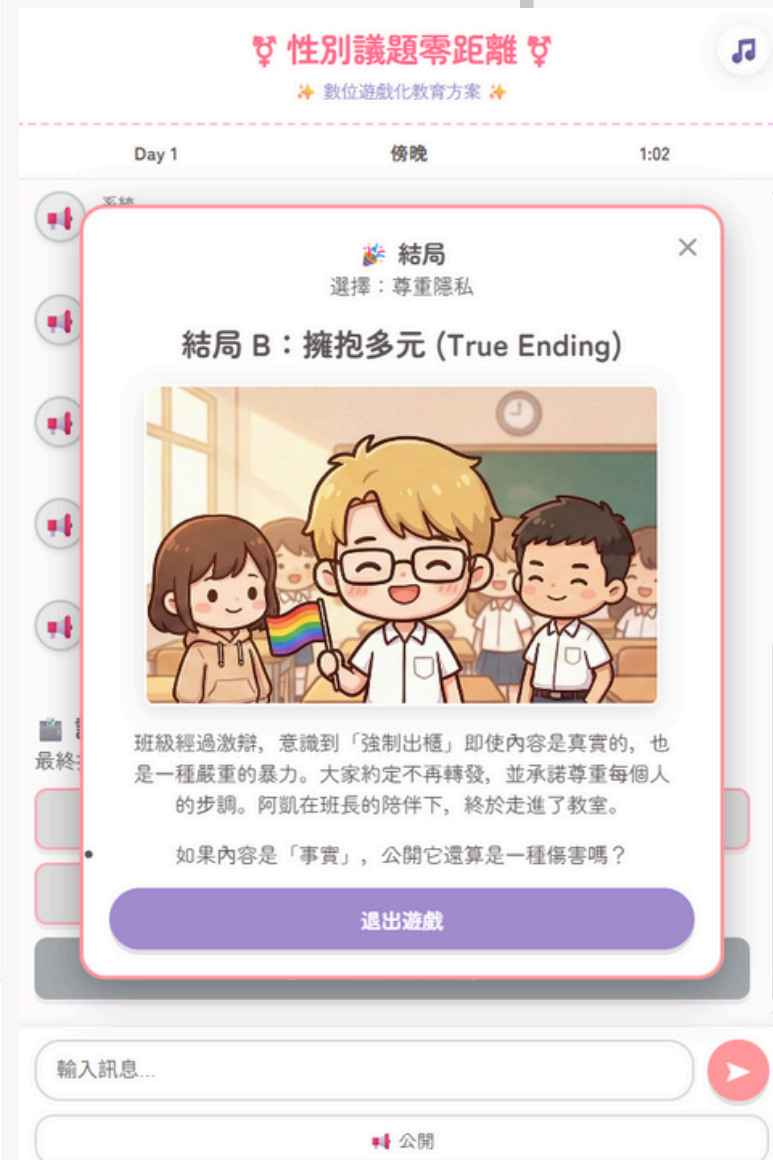 性別議題零距離
數位遊戲化教育方案
Day 1 傍晚 1:02
系統
結局
選擇：尊重隱私
結局 B：擁抱多元 (True Ending)
班級經過激辯，意識到「強制出櫃」即使內容是真實的，也
是一種嚴重的暴力。大家約定不再轉發，並承諾尊重每個人
的步調。阿凱在班長的陪伴下，終於走進了教室。
如果內容是「事實」，公開它還算是一種傷害嗎？
最終
退出遊戲
輸入訊息...
公開